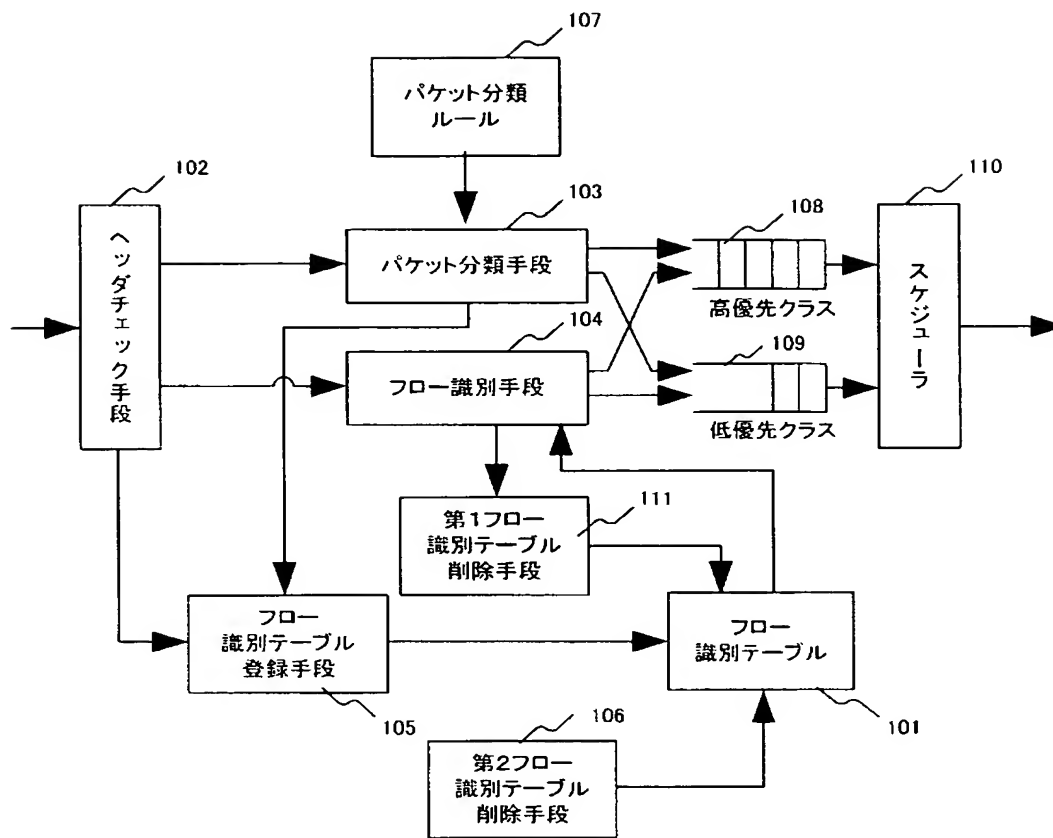 107
パケット分類
ルール
102
ヘッダチェック手段
103
パケット分類手段
108
高優先クラス
110
スケジューラ
104
フロー識別手段
109
低優先クラス
第1フロー
識別テーブル
削除手段
111
フロー
識別テーブル
登録手段
105
フロー
識別テーブル
101
106
第2フロー
識別テーブル
削除手段